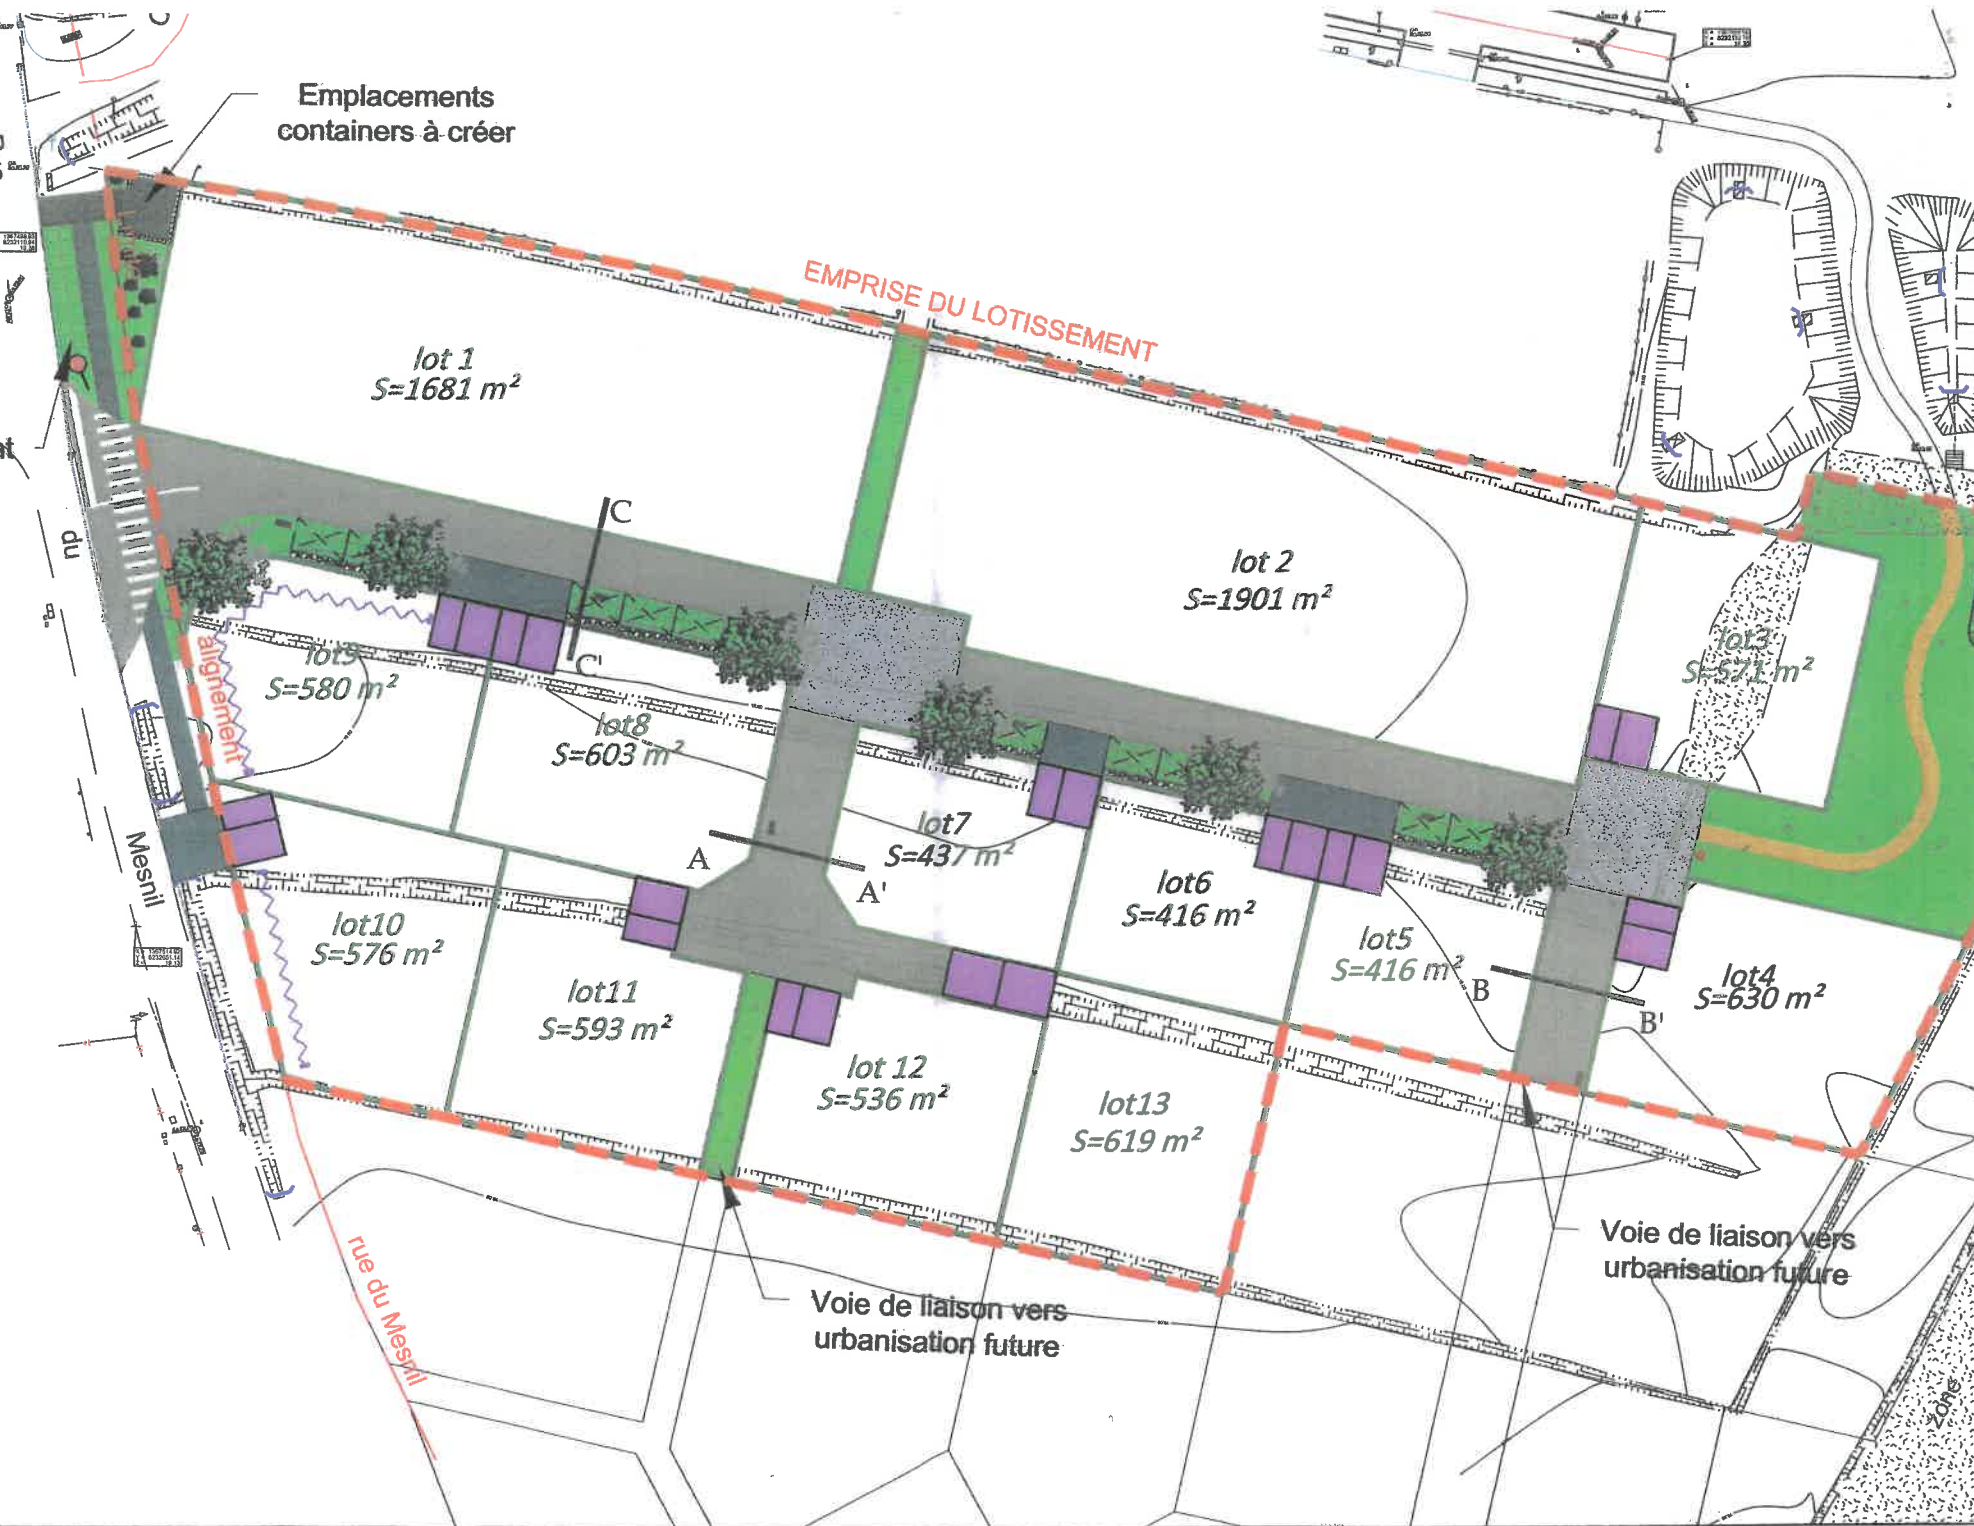 Emplacements
containers à créer
EMPRISE DU LOTISSEMENT
lot 1
S=1681 m²
lot 2
S=1901 m²
lot3
S=571 m²
C
C'
du
Mesnil
alignement
lot9
S=580 m²
lot8
S=603 m²
lot7
S=437 m²
A
A'
lot6
S=416 m²
lot5
S=416 m²
B
B'
lot4
S=630 m²
lot10
S=576 m²
lot11
S=593 m²
lot 12
S=536 m²
lot13
S=619 m²
Voie de liaison vers
urbanisation future
Voie de liaison vers
urbanisation future
rue du Mesnil
zone